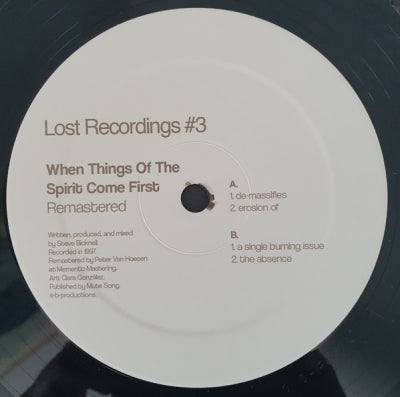 Lost Recordings #3
When Things Of The
Spirit Come First
Remastered
Written, produced, and mixed
by Steve Bicknell.
Recorded in 1997.
Remastered by Peter Van Hoesen
at Memento Mastering.
Art: Clara González.
Published by Mute Song.
e-b-productions.
A.
1. de-massifies
2. erosion of
B.
1. a single burning issue
2. the absence